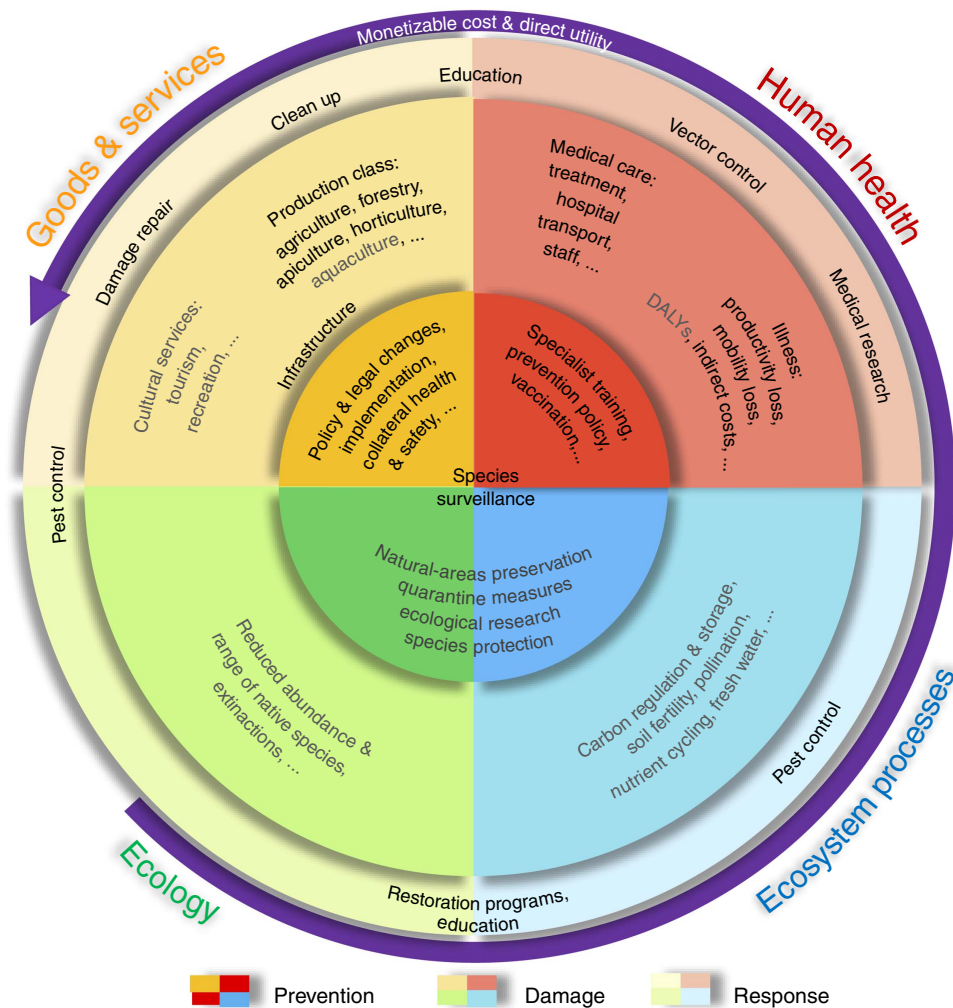 Monetizable cost & direct utility
Goods & services
Human health
Education
Clean up
Vector control
Damage repair
Medical research
Production class:
agriculture, forestry,
apiculture, horticulture,
aquaculture, ...
Medical care:
treatment,
hospital
transport,
staff, ...
Cultural services:
tourism,
recreation, ...
Infrastructure
Illness:
productivity loss,
mobility loss,
DALYs, indirect costs, ...
Policy & legal changes,
implementation,
collateral health
& safety, ...
Specialist training,
prevention policy,
vaccination,...
Pest control
Species
surveillance
Natural-areas preservation
quarantine measures
ecological research
species protection
Reduced abundance &
range of native species,
extinactions, ...
Carbon regulation & storage,
soil fertility, pollination,
nutrient cycling, fresh water, ...
Pest control
Ecology
Ecosystem processes
Restoration programs,
education
Prevention
Damage
Response